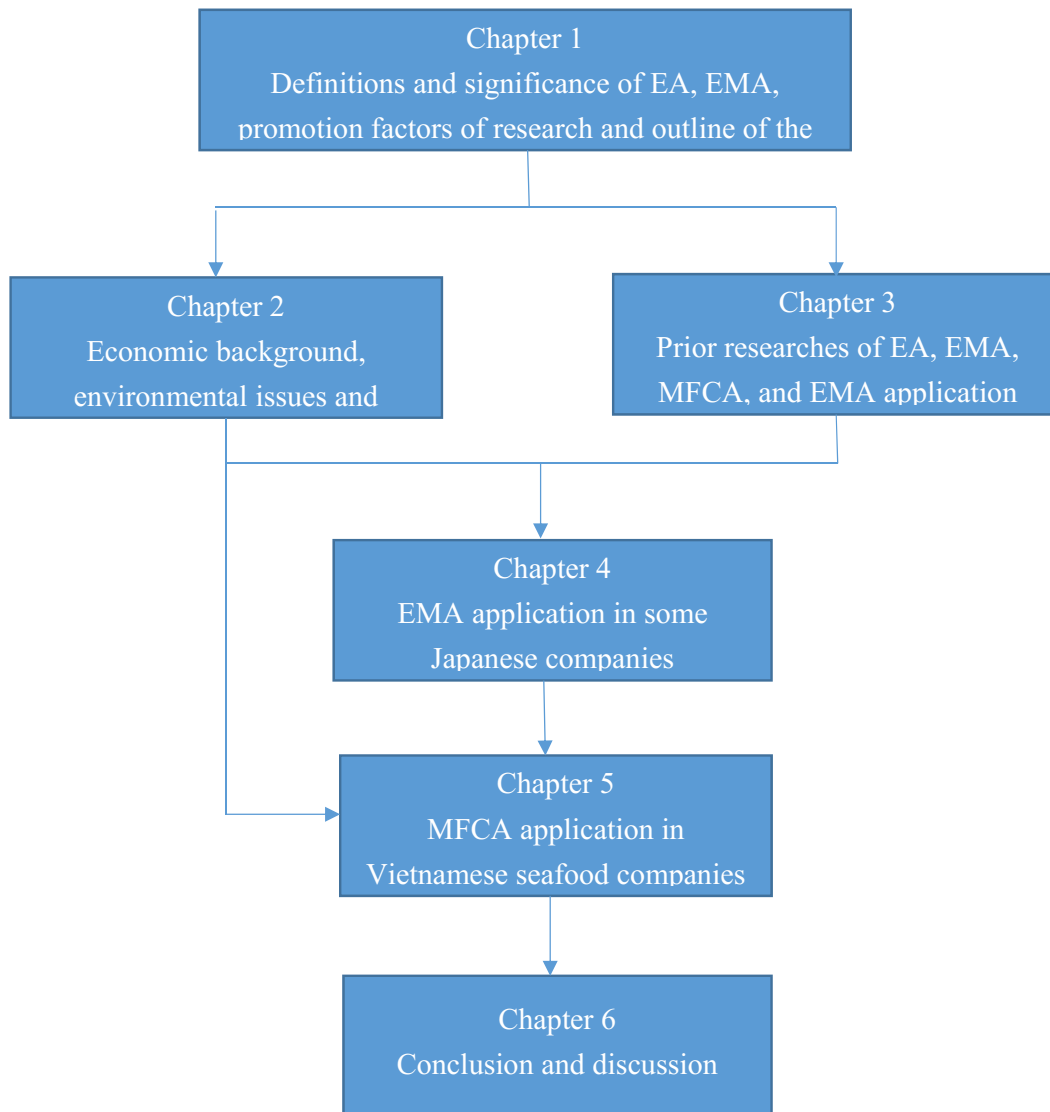 Chapter 1
Definitions and significance of EA, EMA,
promotion factors of research and outline of the
Chapter 2
Economic background,
environmental issues and
Chapter 3
Prior researches of EA, EMA,
MFCA, and EMA application
Chapter 4
EMA application in some
Japanese companies
Chapter 5
MFCA application in
Vietnamese seafood companies
Chapter 6
Conclusion and discussion